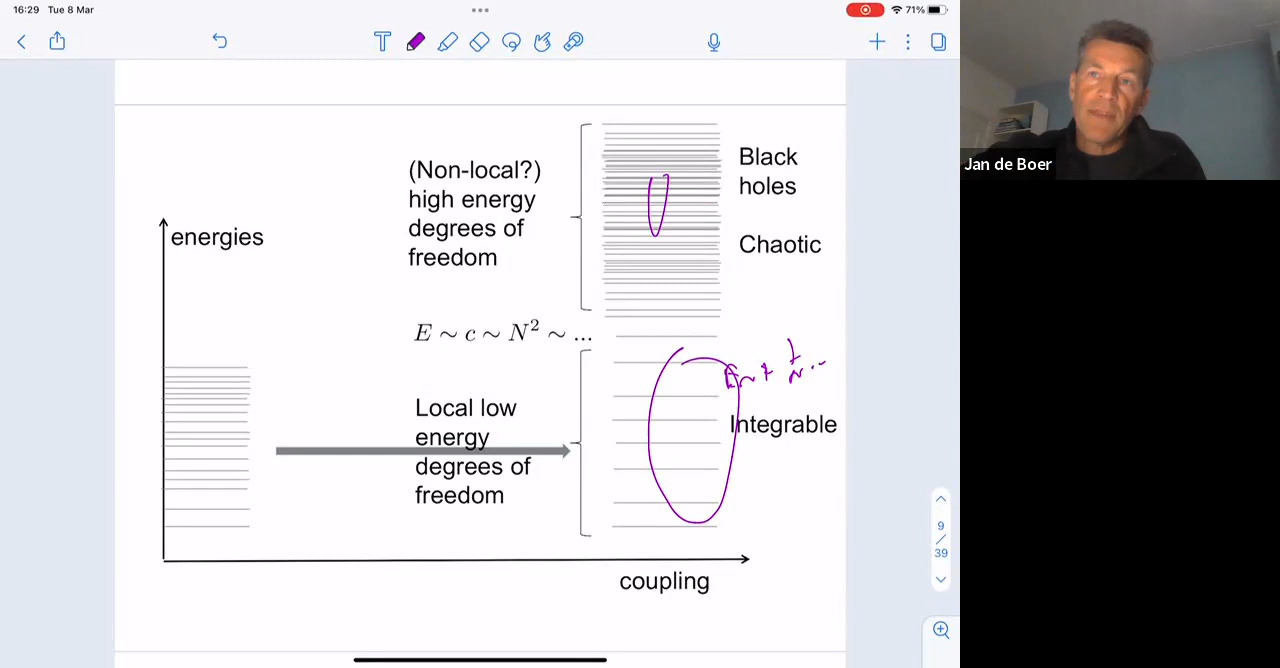 16:29 Tue 8 Mar
71%
(Non-local?)
high energy
degrees of
freedom
Black
holes
Chaotic
energies
E ∼ c ∼ N² ∼ ...
Local low
energy
degrees of
freedom
Integrable
coupling
9
/
39
Jan de Boer